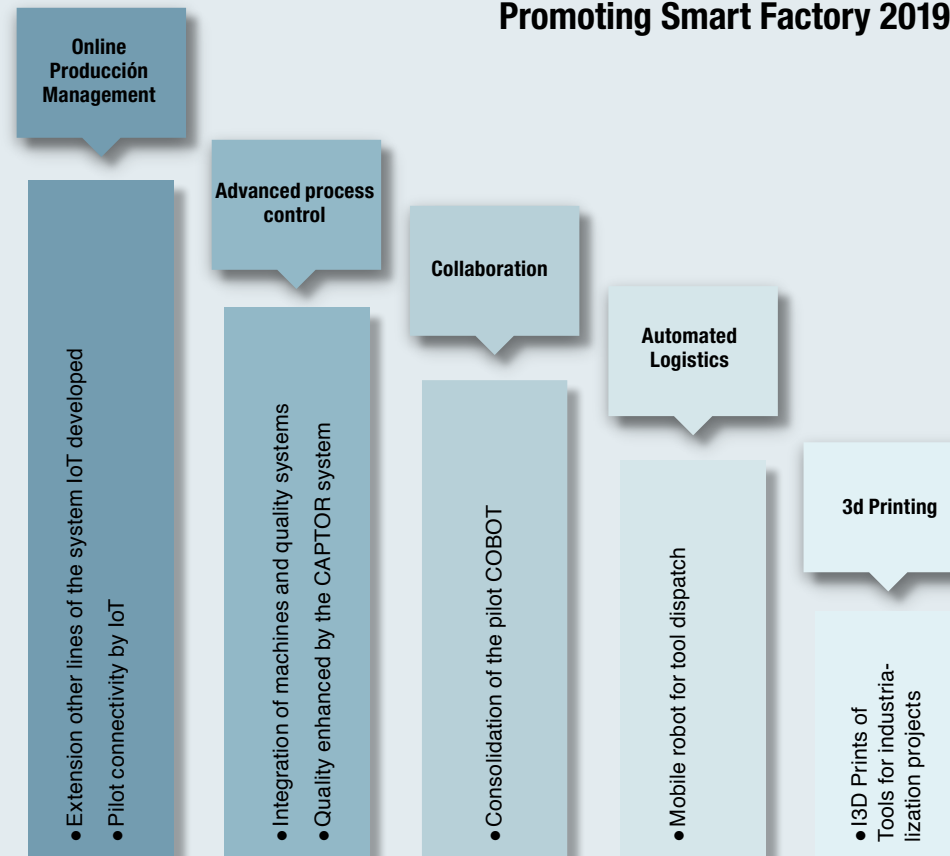 Promoting Smart Factory 2019
Online
Producción
Management
● Extension other lines of the system IoT developed
● Pilot connectivity by IoT
Advanced process
control
● Integration of machines and quality systems
● Quality enhanced by the CAPTOR system
Collaboration
● Consolidation of the pilot COBOT
Automated
Logistics
● Mobile robot for tool dispatch
3d Printing
● I3D Prints of
Tools for industria-
lization projects